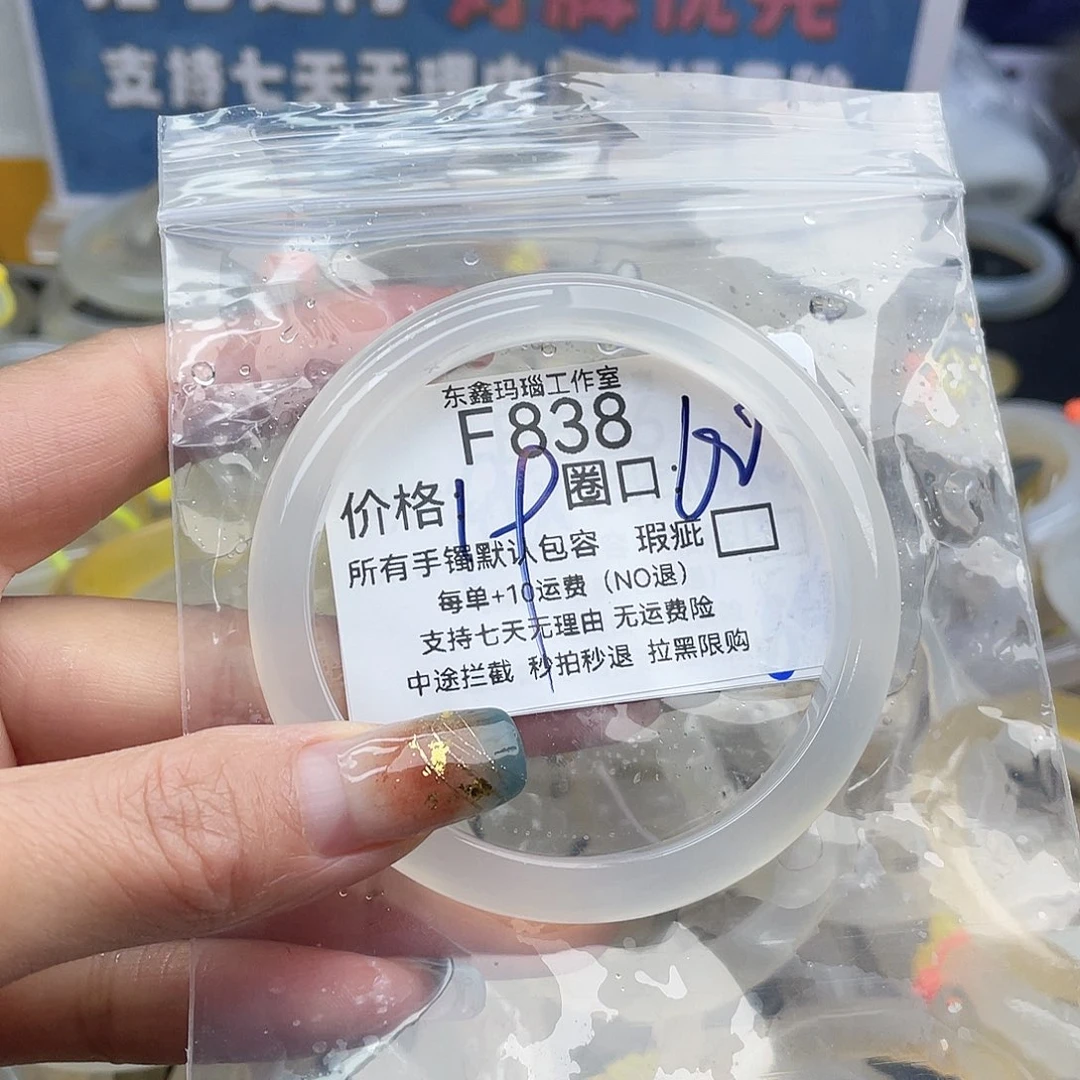 支持七天无理由
东鑫玛瑙工作室
F838
价格 19 圈口
所有手镯默认包容 瑕疵
每单+10运费（NO退）
支持七天无理由 无运费险
中途拦截 秒拍秒退 拉黑限购